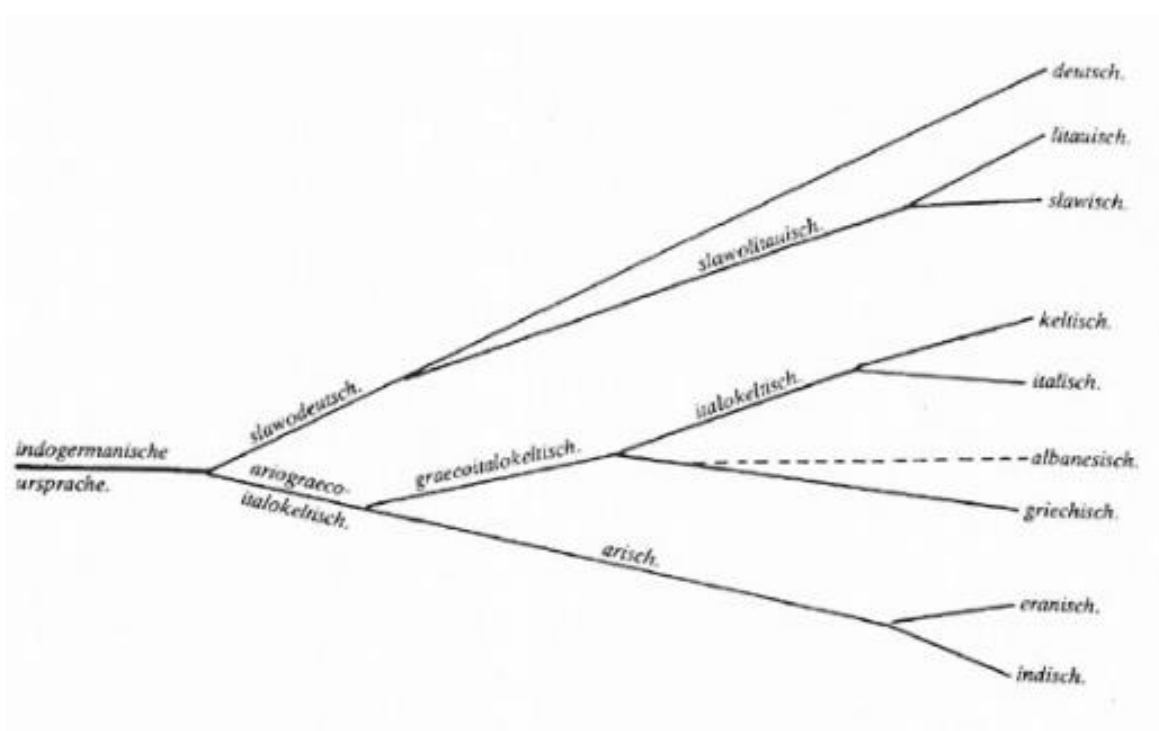 deutsch.
litauisch.
slawisch.
slawolitauisch.
keltisch.
italisch.
italokeltisch.
slawodeutsch.
indogermanische
ursprache.
ariograeco-
italokeltisch.
graecoitalokeltisch.
albanesisch.
griechisch.
arisch.
eranisch.
indisch.